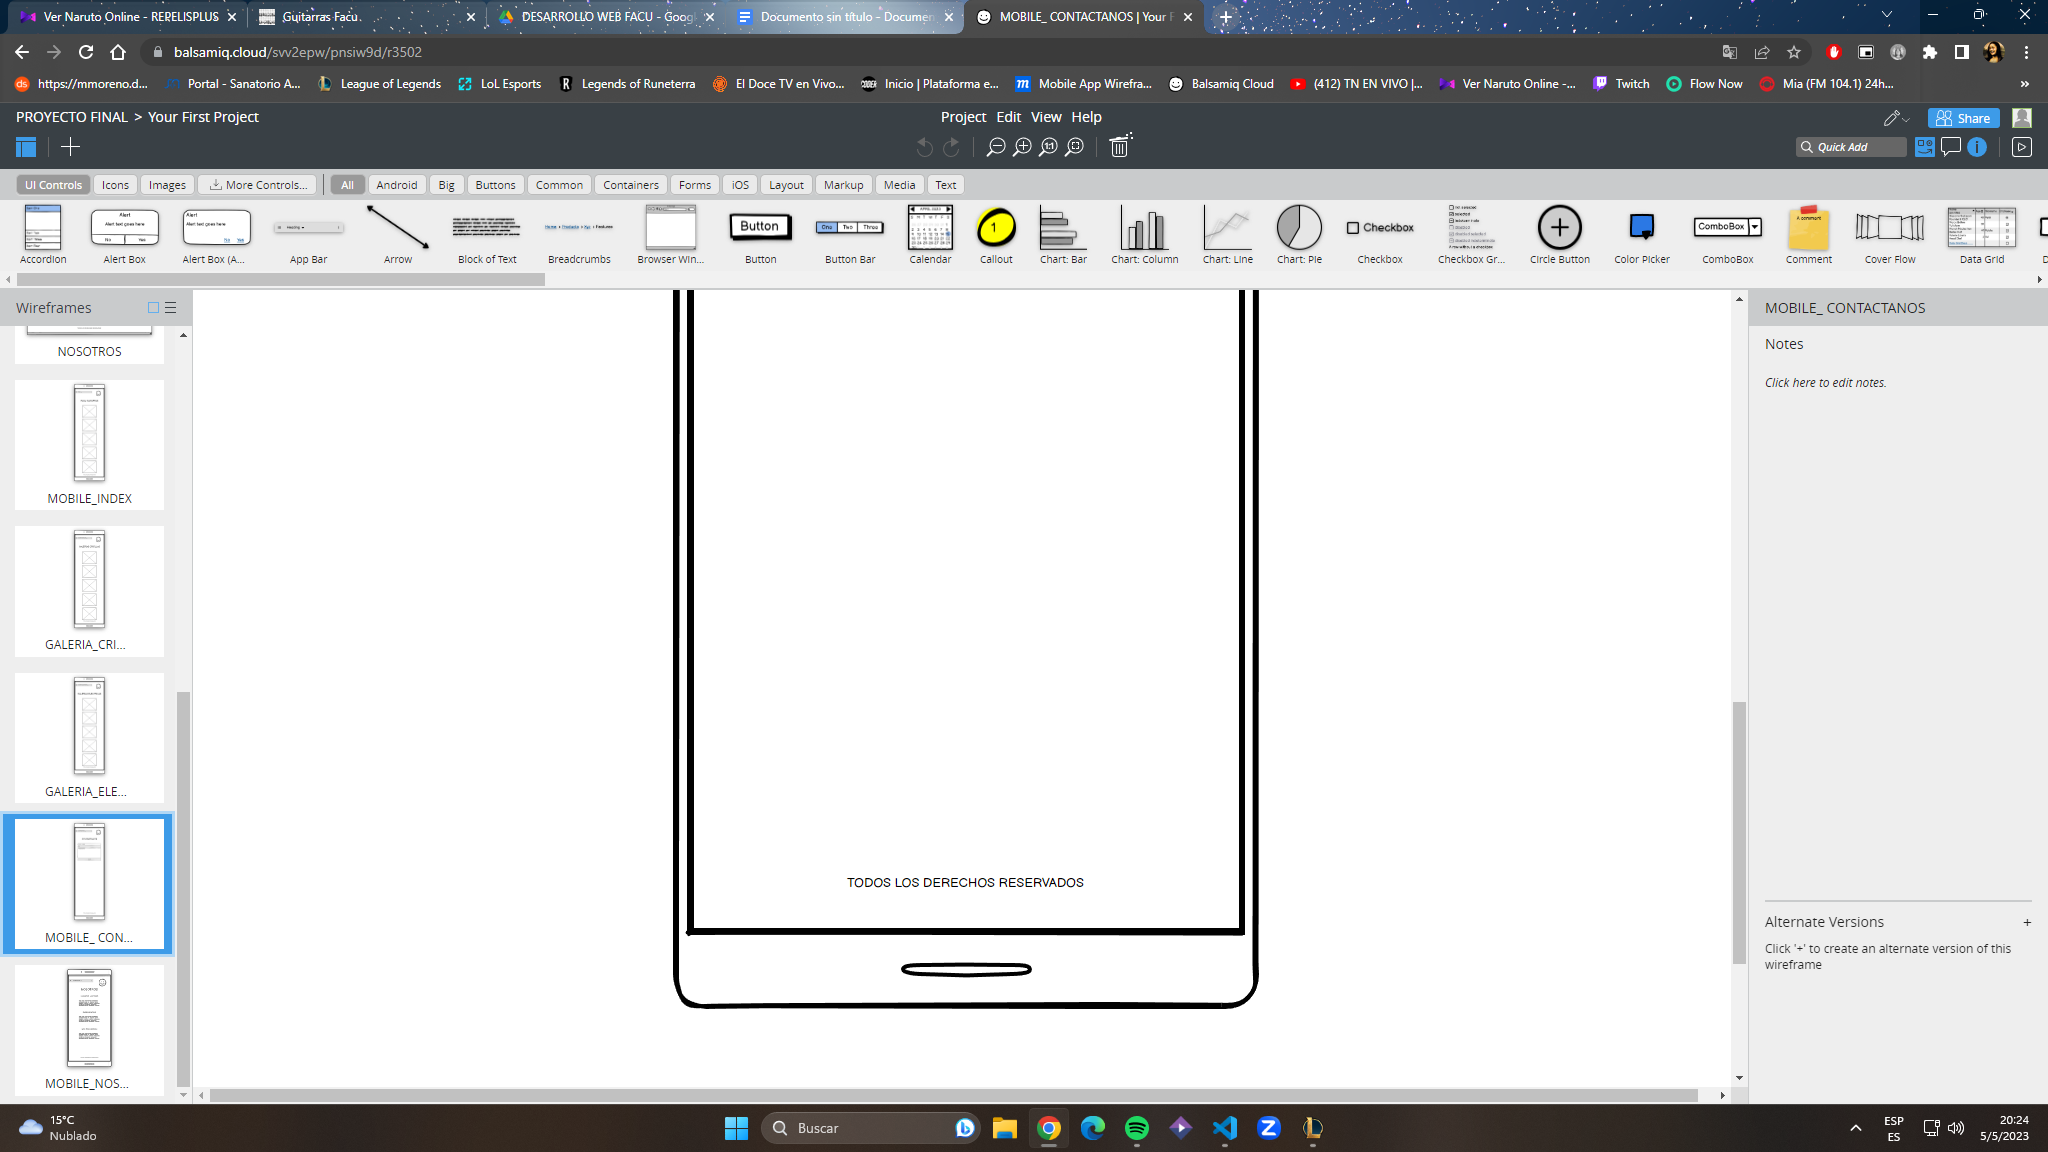 Ver Naruto Online - REPELISPLUS
Guitarras Facu
DESARROLLO WEB FACU - Goog
Documento sin título - Documen
MOBILE_ CONTACTANOS | Your F
balsamiq.cloud/svv2epw/pnsiw9d/r3502
https://mmoreno.d...
Portal - Sanatorio A...
League of Legends
LoL Esports
Legends of Runeterra
El Doce TV en Vivo...
Inicio | Plataforma e...
Mobile App Wirefra...
Balsamiq Cloud
(412) TN EN VIVO |...
Ver Naruto Online -...
Twitch
Flow Now
Mia (FM 104.1) 24h...
PROYECTO FINAL > Your First Project
Project Edit View Help
Share
Quick Add
UI Controls
Icons
Images
More Controls...
All
Android
Big
Buttons
Common
Containers
Forms
iOS
Layout
Markup
Media
Text
Button
Checkbox
ComboBox
Accordion
Alert Box
Alert Box (A...
App Bar
Arrow
Block of Text
Breadcrumbs
Browser Win...
Button
Button Bar
Calendar
Callout
Chart: Bar
Chart: Column
Chart: Line
Chart: Pie
Checkbox
Checkbox Gr...
Circle Button
Color Picker
ComboBox
Comment
Cover Flow
Data Grid
Wireframes
NOSOTROS
MOBILE_INDEX
GALERIA_CRI...
GALERIA_ELE...
MOBILE_ CON...
MOBILE_NOS...
TODOS LOS DERECHOS RESERVADOS
MOBILE_ CONTACTANOS
Notes
Click here to edit notes.
Alternate Versions +
Click '+' to create an alternate version of this
wireframe
15°C
Nublado
Buscar
ESP
ES
20:24
5/5/2023